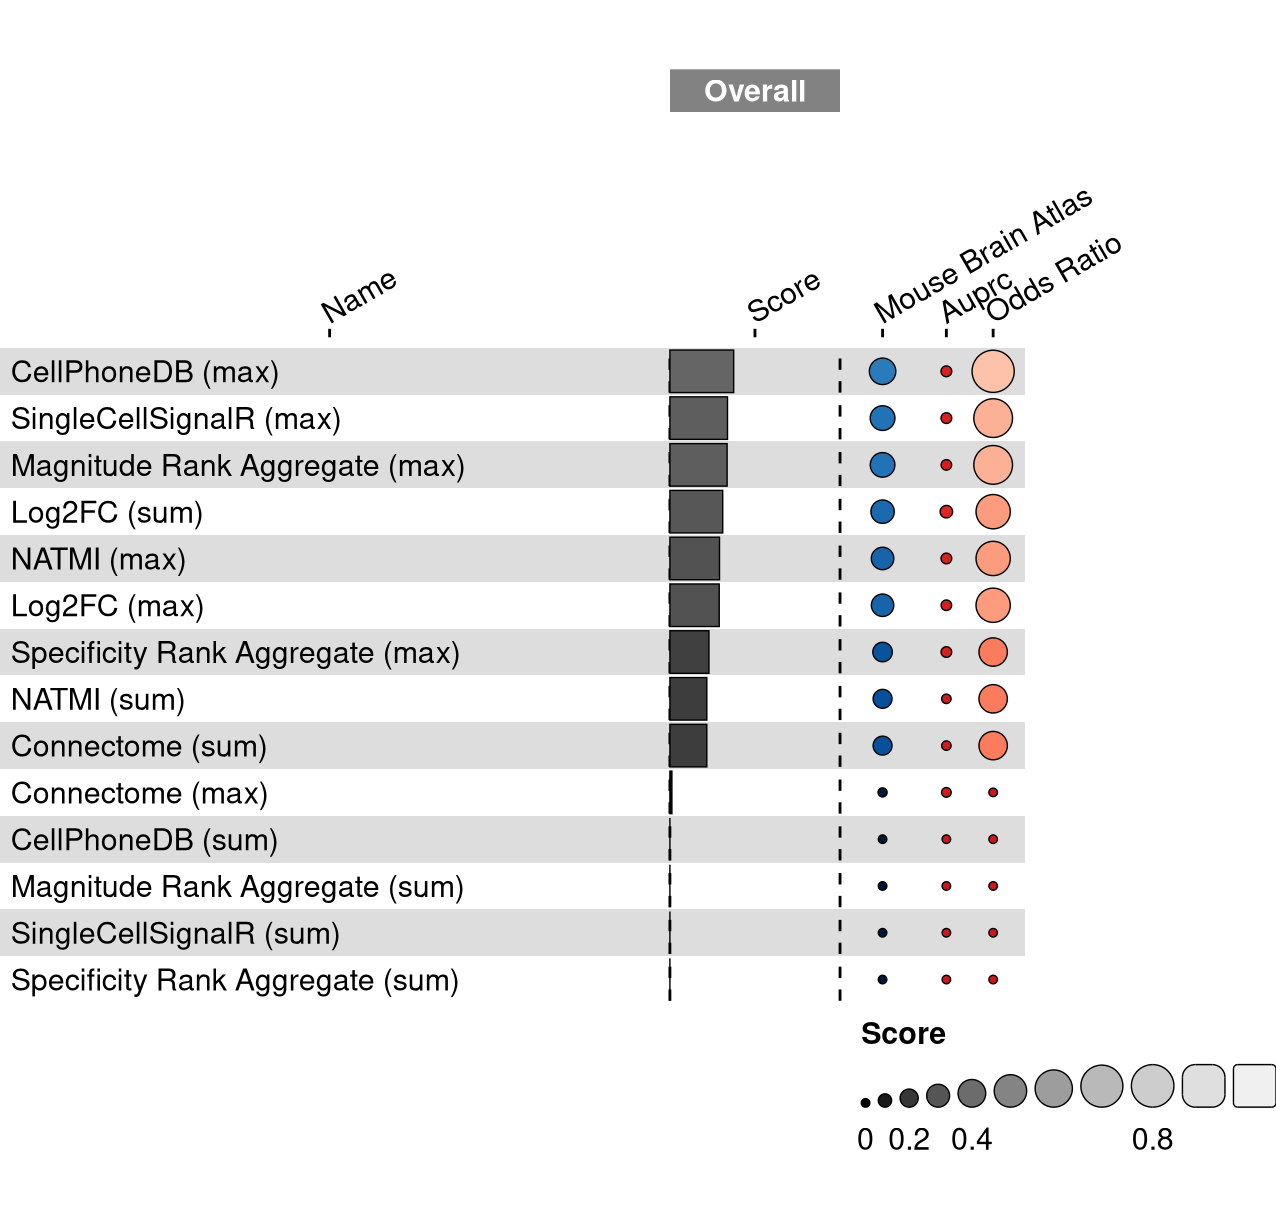 Overall
Name
Score
Mouse Brain Atlas
Auprc
Odds Ratio
CellPhoneDB (max)
SingleCellSignalR (max)
Magnitude Rank Aggregate (max)
Log2FC (sum)
NATMI (max)
Log2FC (max)
Specificity Rank Aggregate (max)
NATMI (sum)
Connectome (sum)
Connectome (max)
CellPhoneDB (sum)
Magnitude Rank Aggregate (sum)
SingleCellSignalR (sum)
Specificity Rank Aggregate (sum)
Score
0 0.2 0.4 0.8